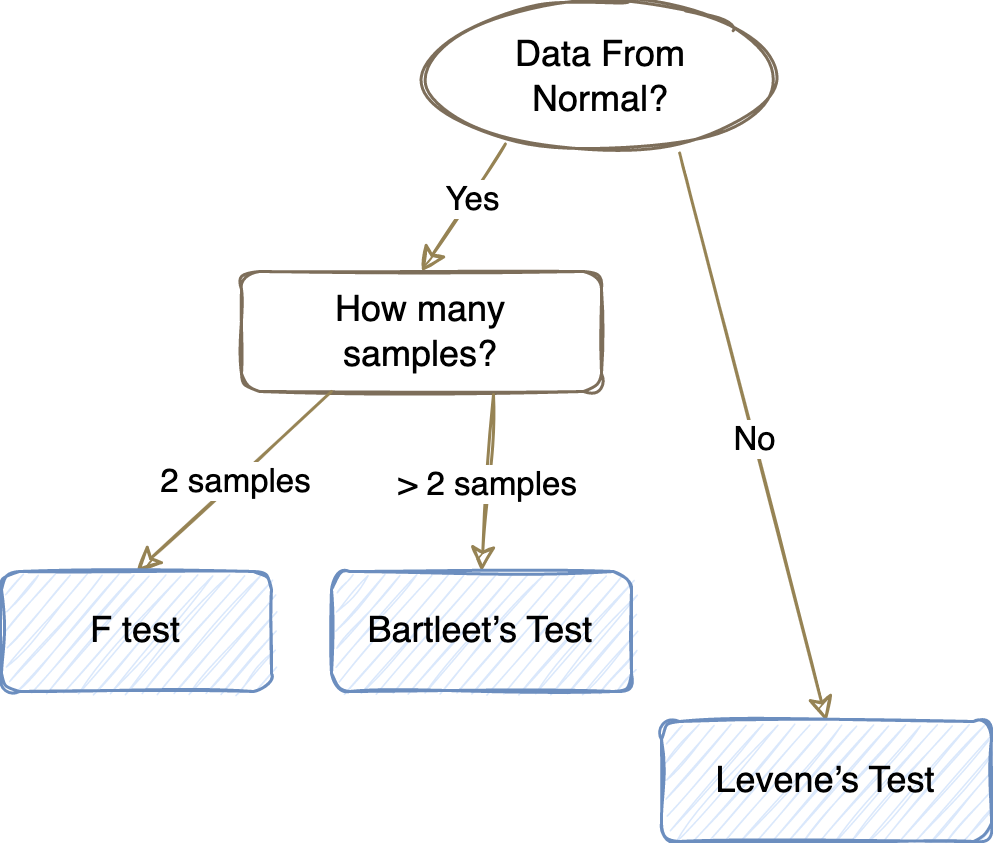 Data From
Normal?
Yes
How many
samples?
No
2 samples
> 2 samples
F test
Bartleet’s Test
Levene’s Test